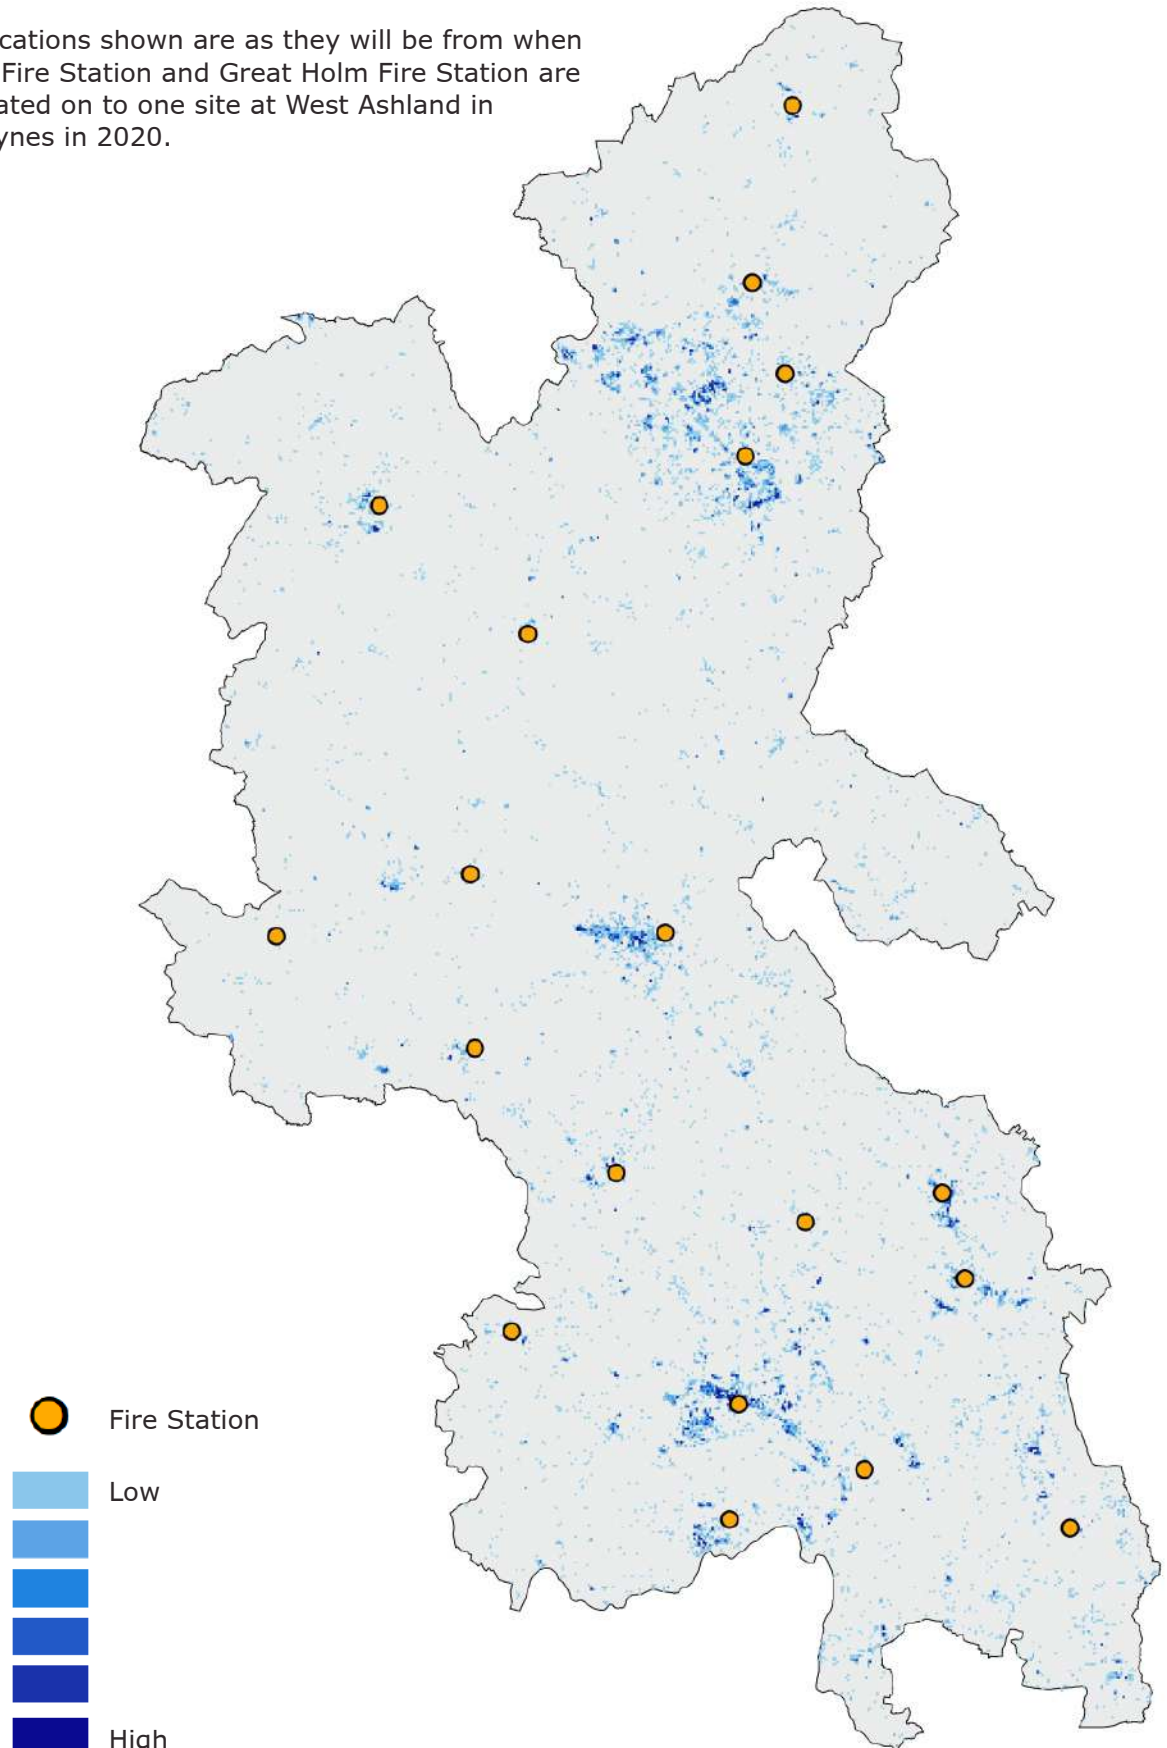 cations shown are as they will be from when
Fire Station and Great Holm Fire Station are
ated on to one site at West Ashland in
ynes in 2020.
Fire Station
Low
High